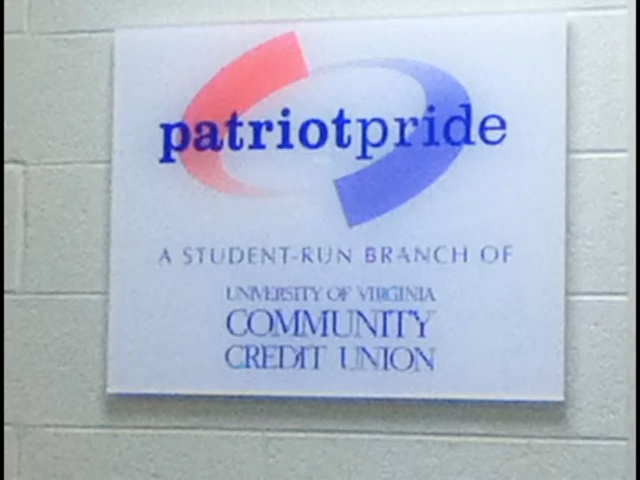 patriotpride
A STUDENT-RUN BRANCH OF
UNIVERSITY OF VIRGINIA
COMMUNITY
CREDIT UNION